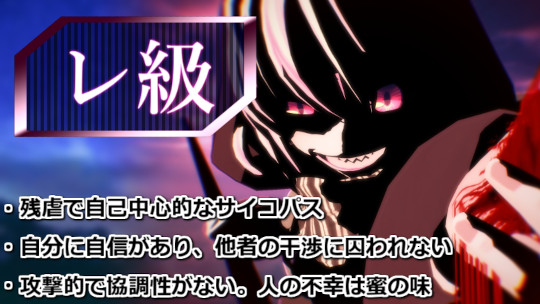 レ級
・残虐で自己中心的なサイコパス
・自分に自信があり、他者の干渉に囚われない
・攻撃的で協調性がない。人の不幸は蜜の味